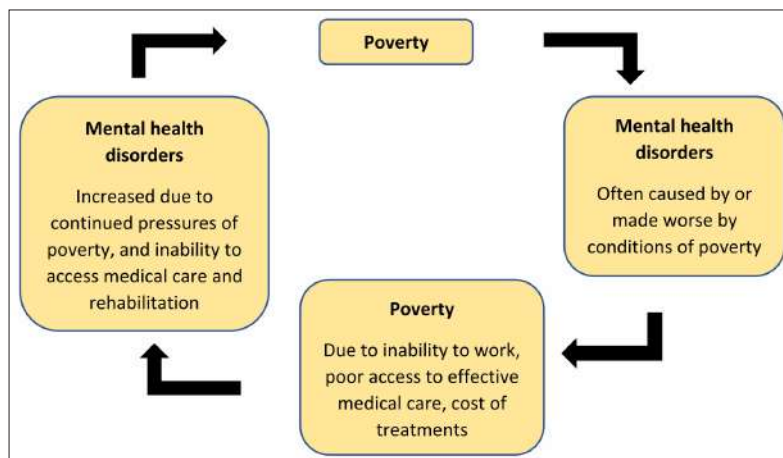 Poverty
Mental health
disorders
Often caused by or
made worse by
conditions of poverty
Poverty
Due to inability to work,
poor access to effective
medical care, cost of
treatments
Mental health
disorders
Increased due to
continued pressures of
poverty, and inability to
access medical care and
rehabilitation